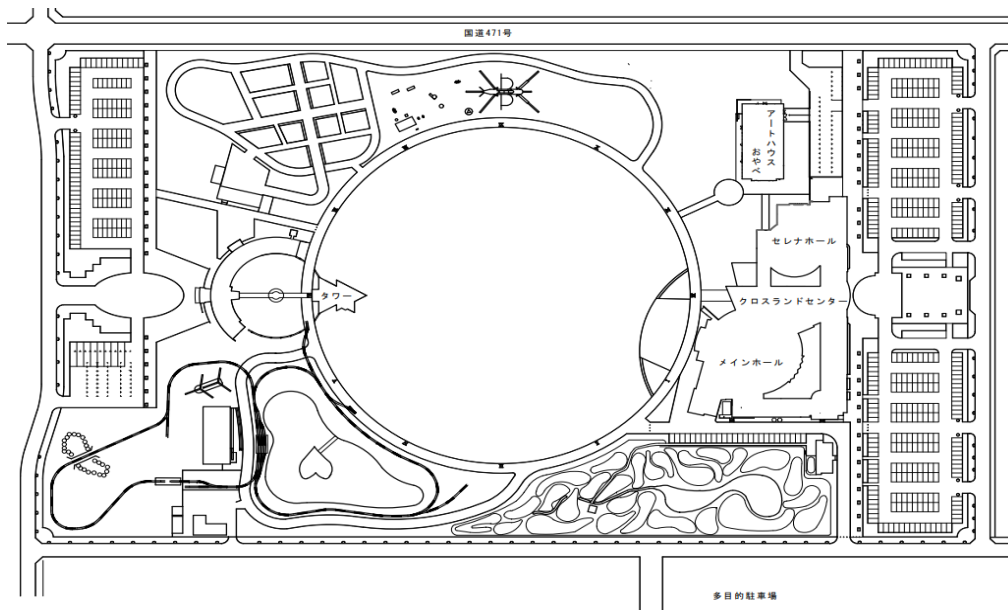 国道471号
アートハウス
おやべ
セレナホール
タワー
クロスランドセンター
メインホール
多目的駐車場